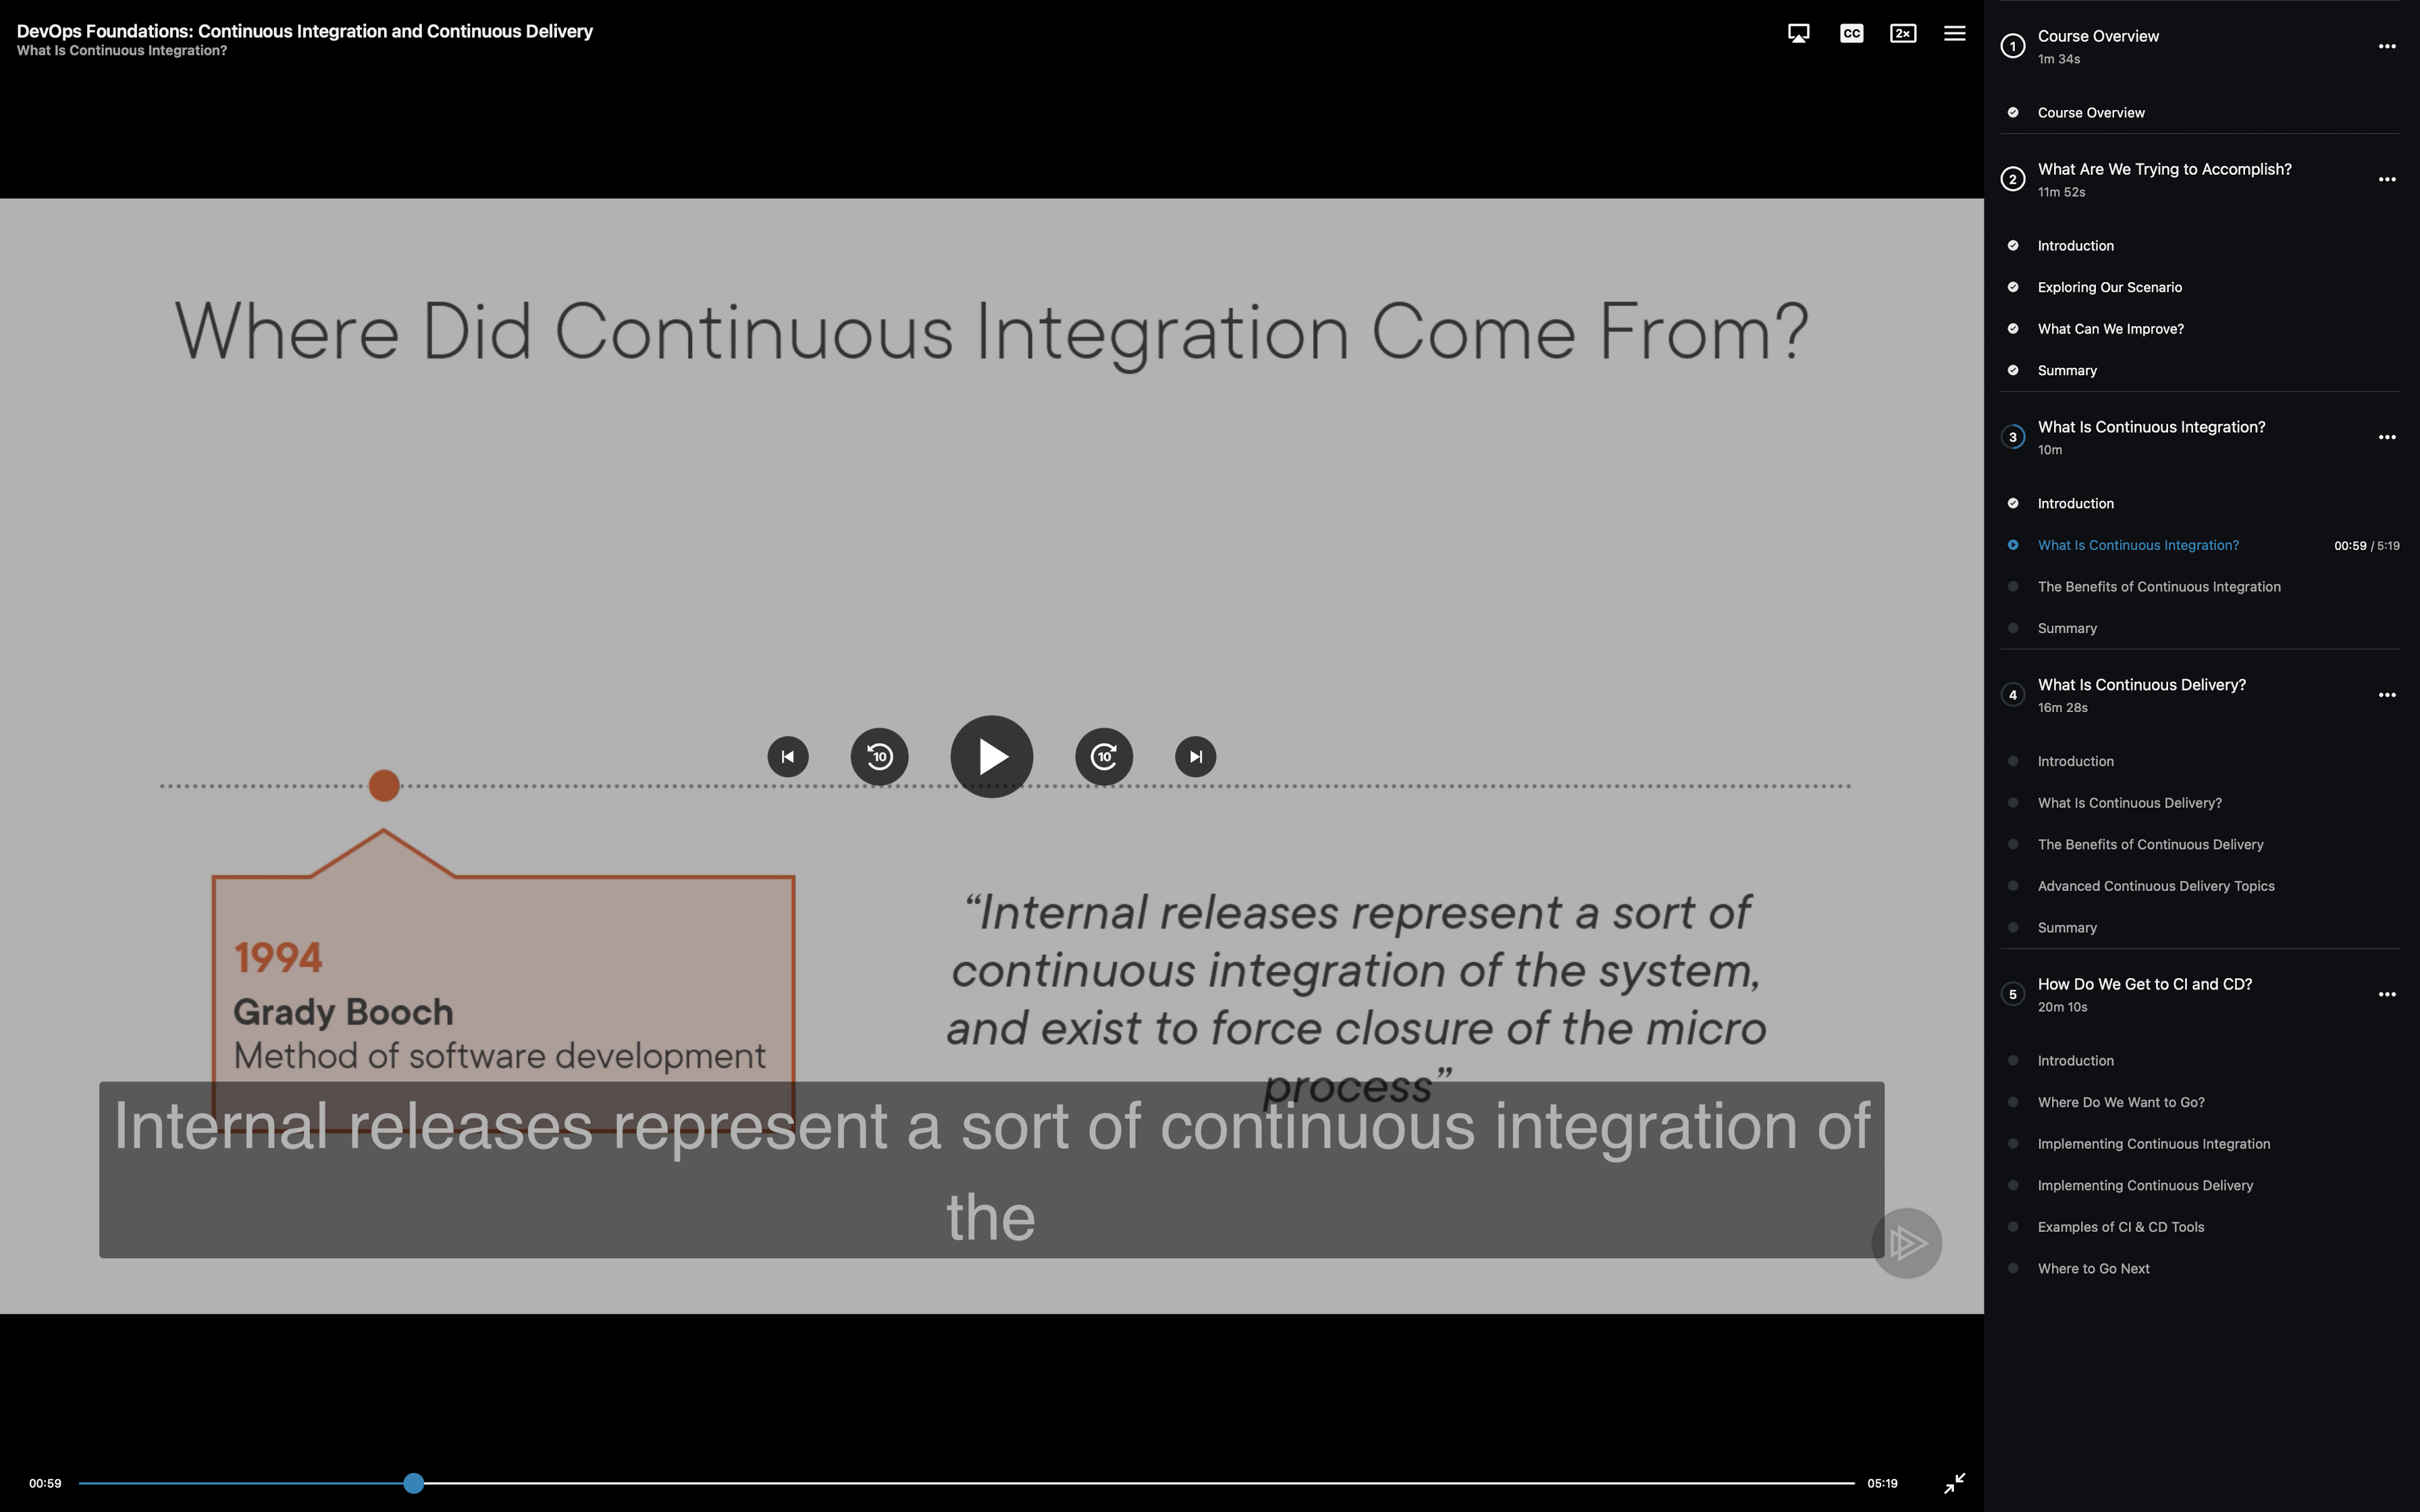 DevOps Foundations: Continuous Integration and Continuous Delivery
What Is Continuous Integration?
CC
2×
Where Did Continuous Integration Come From?
10
10
1994
Grady Booch
Method of software development
“Internal releases represent a sort of
continuous integration of the system,
and exist to force closure of the micro
process”
Internal releases represent a sort of continuous integration of
the
00:59
05:19
1
Course Overview
1m 34s
Course Overview
2
What Are We Trying to Accomplish?
11m 52s
Introduction
Exploring Our Scenario
What Can We Improve?
Summary
3
What Is Continuous Integration?
10m
Introduction
What Is Continuous Integration? 00:59 / 5:19
The Benefits of Continuous Integration
Summary
4
What Is Continuous Delivery?
16m 28s
Introduction
What Is Continuous Delivery?
The Benefits of Continuous Delivery
Advanced Continuous Delivery Topics
Summary
5
How Do We Get to CI and CD?
20m 10s
Introduction
Where Do We Want to Go?
Implementing Continuous Integration
Implementing Continuous Delivery
Examples of CI & CD Tools
Where to Go Next